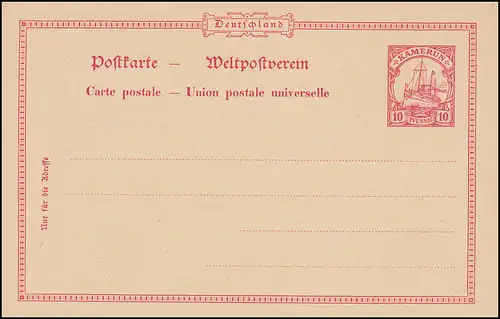 Deutschland
Postkarte — Weltpostverein
Carte postale — Union postale universelle
KAMERUN
10 PFENNIG 10
Nur für die Adresse